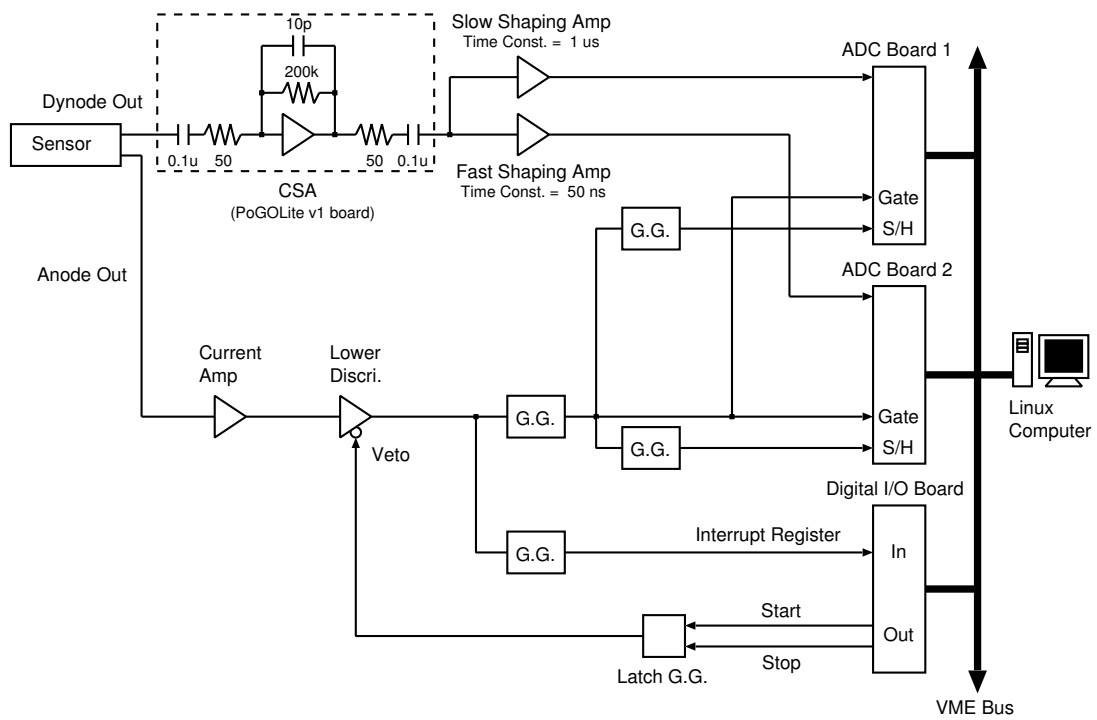 Slow Shaping Amp
Time Const. = 1 us
10p
200k
ADC Board 1
Dynode Out
Sensor
0.1u
50
50
0.1u
CSA
(PoGOLite v1 board)
Fast Shaping Amp
Time Const. = 50 ns
Gate
G.G.
S/H
Anode Out
ADC Board 2
Current
Amp
Lower
Discri.
Veto
G.G.
Gate
G.G.
S/H
Linux
Computer
Digital I/O Board
G.G.
Interrupt Register
In
Start
Out
Stop
Latch G.G.
VME Bus